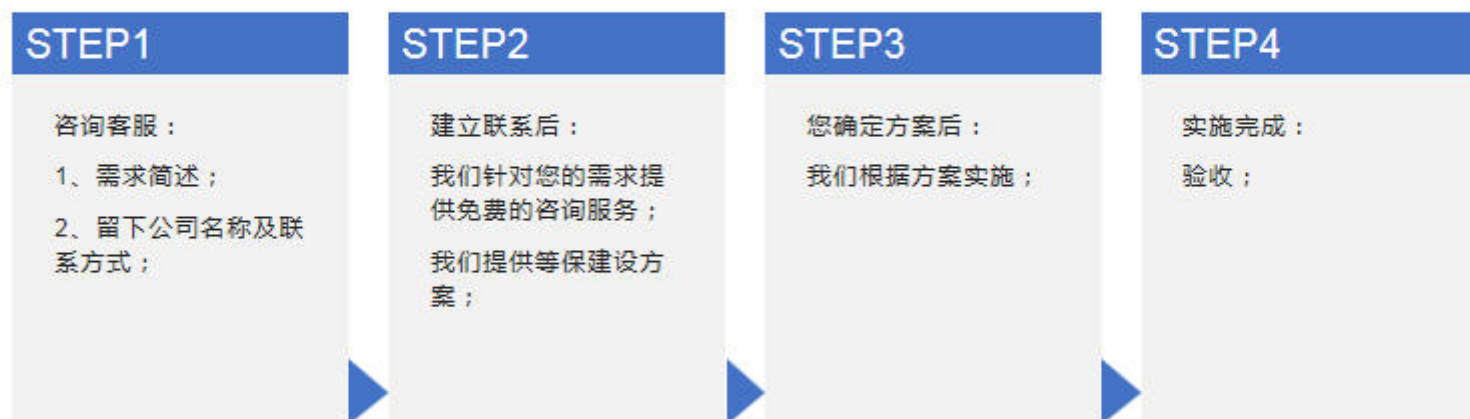 STEP1
咨询客服：
1、需求简述；
2、留下公司名称及联
系方式；
STEP2
建立联系后：
我们针对您的需求提
供免费的咨询服务；
我们提供等保建设方
案；
STEP3
您确定方案后：
我们根据方案实施；
STEP4
实施完成：
验收；